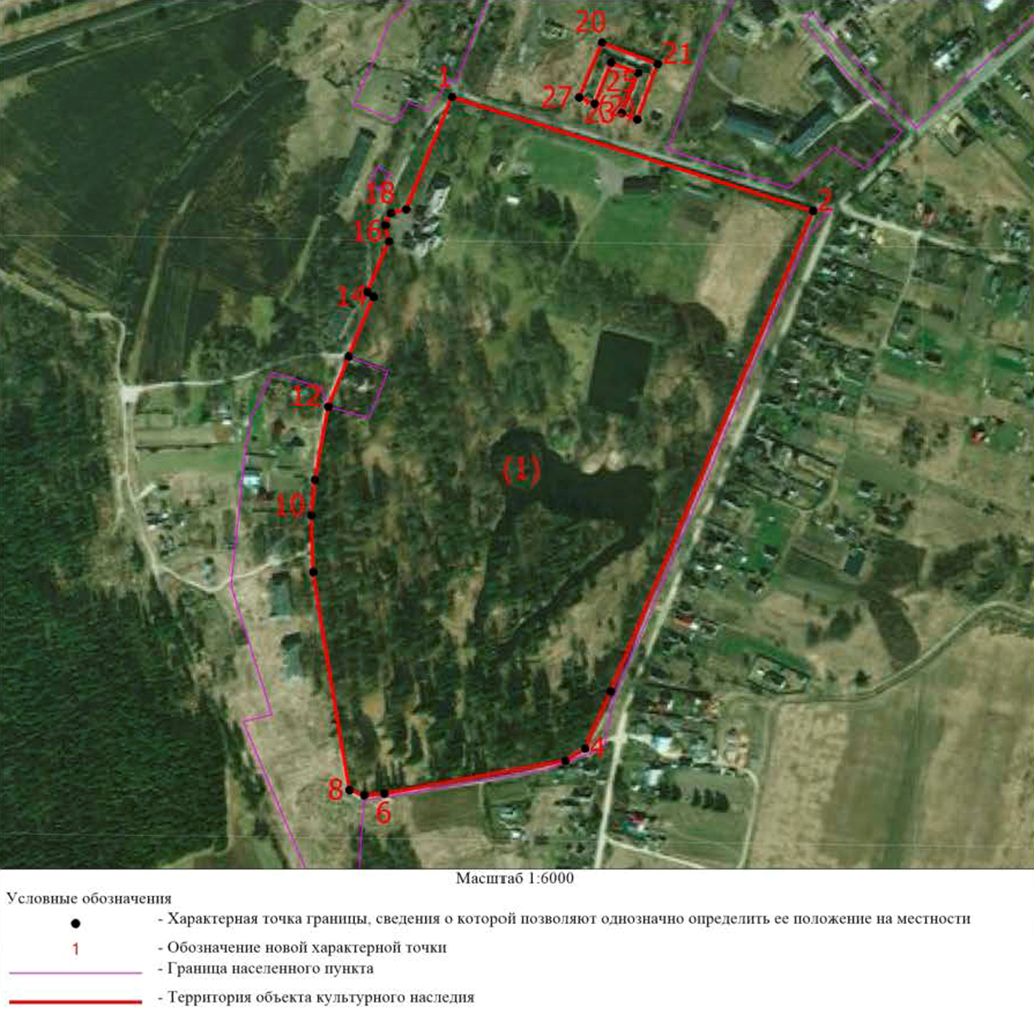 20
21
1
25
27
18
2
16
14
12
(1)
10
4
8
6
Масштаб 1:6000
Условные обозначения
- Характерная точка границы, сведения о которой позволяют однозначно определить ее положение на местности
1 - Обозначение новой характерной точки
- Граница населенного пункта
- Территория объекта культурного наследия